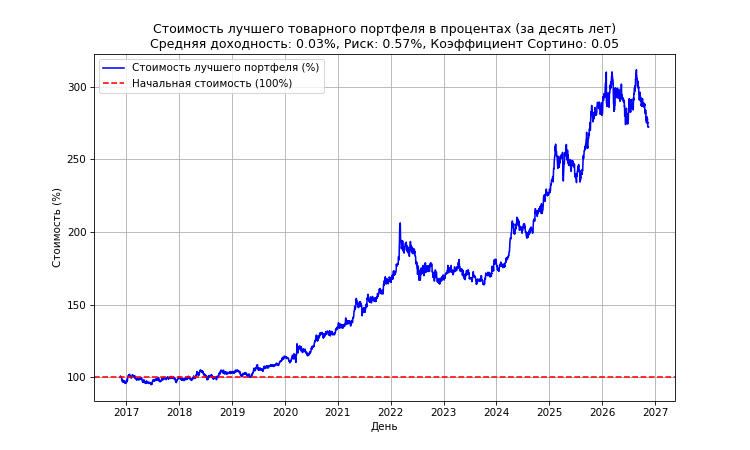 Стоимость лучшего товарного портфеля в процентах (за десять лет)
Средняя доходность: 0.03%, Риск: 0.57%, Коэффициент Сортино: 0.05
Стоимость лучшего портфеля (%)
Начальная стоимость (100%)
Стоимость (%)
300
250
200
150
100
2017 2018 2019 2020 2021 2022 2023 2024 2025 2026 2027
День